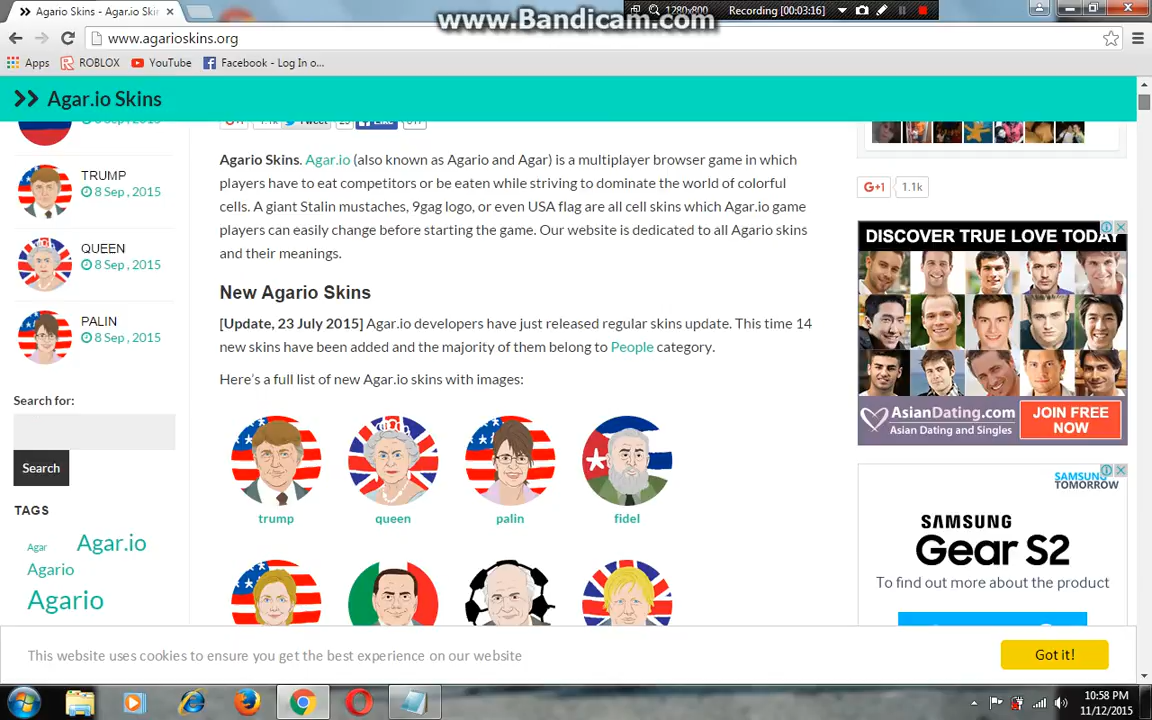 Agario Skins - Agar.io Ski
www.Bandicam.com
1280x800
Recording [00:03:16]
www.agarioskins.org
Apps
ROBLOX
YouTube
Facebook - Log In o...
Agar.io Skins
TRUMP
8 Sep , 2015
QUEEN
8 Sep , 2015
PALIN
8 Sep , 2015
Search for:
Search
TAGS
Agar Agar.io
Agario
Agario
Agario Skins. Agar.io (also known as Agario and Agar) is a multiplayer browser game in which
players have to eat competitors or be eaten while striving to dominate the world of colorful
cells. A giant Stalin mustaches, 9gag logo, or even USA flag are all cell skins which Agar.io game
players can easily change before starting the game. Our website is dedicated to all Agario skins
and their meanings.
New Agario Skins
[Update, 23 July 2015] Agar.io developers have just released regular skins update. This time 14
new skins have been added and the majority of them belong to People category.
Here's a full list of new Agar.io skins with images:
trump queen palin fidel
G+1 1.1k
DISCOVER TRUE LOVE TODAY
AsianDating.com
Asian Dating and Singles
JOIN FREE
NOW
SAMSUNG
TOMORROW
SAMSUNG
Gear S2
To find out more about the product
This website uses cookies to ensure you get the best experience on our website
Got it!
10:58 PM
11/12/2015